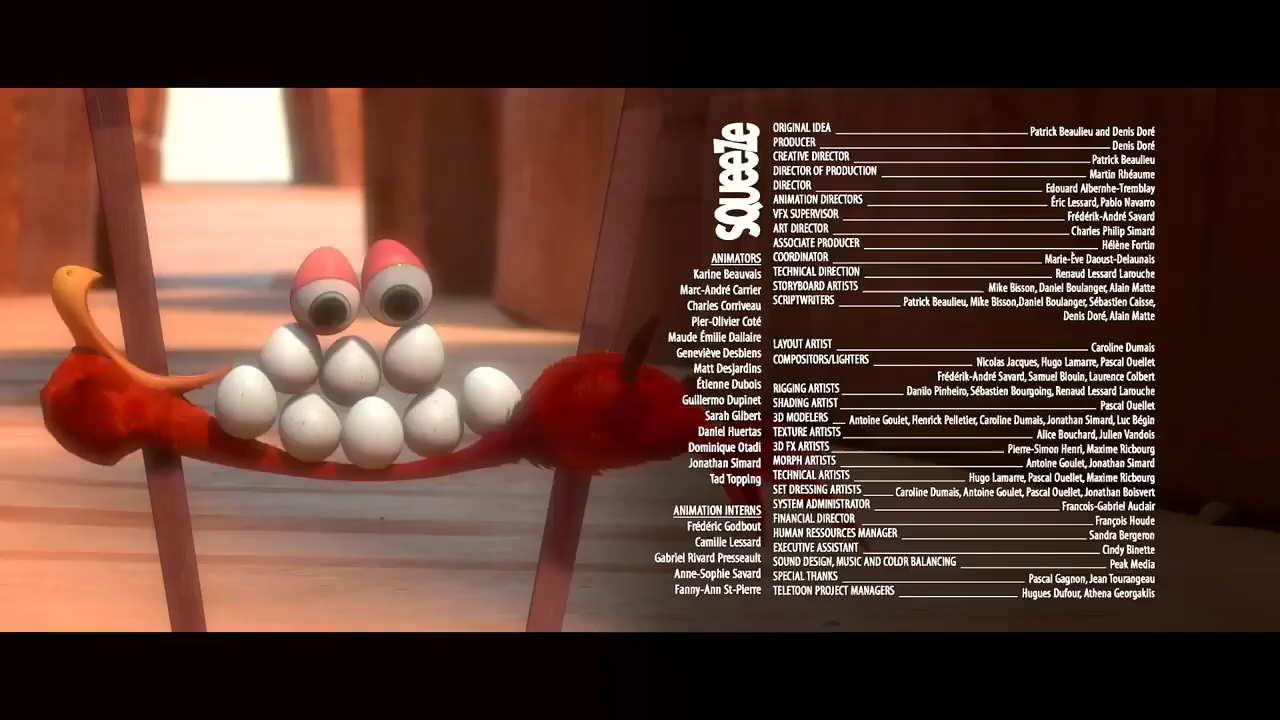 squeeze
ANIMATORS
Karine Beauvais
Marc-André Carrier
Charles Corriveau
Pier-Olivier Coté
Maude Émilie Dallaire
Geneviève Desbiens
Matt Desjardins
Étienne Dubois
Guillermo Dupinet
Sarah Gilbert
Daniel Huertas
Dominique Otadi
Jonathan Simard
Tad Topping
ANIMATION INTERNS
Frédéric Godbout
Camille Lessard
Gabriel Rivard Presseault
Anne-Sophie Savard
Fanny-Ann St-Pierre
ORIGINAL IDEA Patrick Beaulieu and Denis Doré
PRODUCER Denis Doré
CREATIVE DIRECTOR Patrick Beaulieu
DIRECTOR OF PRODUCTION Martin Rhéaume
DIRECTOR Edouard Albernhe-Tremblay
ANIMATION DIRECTORS Éric Lessard, Pablo Navarro
VFX SUPERVISOR Frédérik-André Savard
ART DIRECTOR Charles Philip Simard
ASSOCIATE PRODUCER Hélène Fortin
COORDINATOR Marie-Ève Daoust-Delaunais
TECHNICAL DIRECTION Renaud Lessard Larouche
STORYBOARD ARTISTS Mike Bisson, Daniel Boulanger, Alain Matte
SCRIPTWRITERS Patrick Beaulieu, Mike Bisson,Daniel Boulanger, Sébastien Caisse,
Denis Doré, Alain Matte
LAYOUT ARTIST Caroline Dumais
COMPOSITORS/LIGHTERS Nicolas Jacques, Hugo Lamarre, Pascal Ouellet
Frédérik-André Savard, Samuel Blouin, Laurence Colbert
RIGGING ARTISTS Danilo Pinheiro, Sébastien Bourgoing, Renaud Lessard Larouche
SHADING ARTIST Pascal Ouellet
3D MODELERS Antoine Goulet, Henrick Pelletier, Caroline Dumais, Jonathan Simard, Luc Bégin
TEXTURE ARTISTS Alice Bouchard, Julien Vandois
3D FX ARTISTS Pierre-Simon Henri, Maxime Ricbourg
MORPH ARTISTS Antoine Goulet, Jonathan Simard
TECHNICAL ARTISTS Hugo Lamarre, Pascal Ouellet, Maxime Ricbourg
SET DRESSING ARTISTS Caroline Dumais, Antoine Goulet, Pascal Ouellet, Jonathan Boisvert
SYSTEM ADMINISTRATOR Francois-Gabriel Auclair
FINANCIAL DIRECTOR François Houde
HUMAN RESSOURCES MANAGER Sandra Bergeron
EXECUTIVE ASSISTANT Cindy Binette
SOUND DESIGN, MUSIC AND COLOR BALANCING Peak Media
SPECIAL THANKS Pascal Gagnon, Jean Tourangeau
TELETOON PROJECT MANAGERS Hugues Dufour, Athena Georgaklis